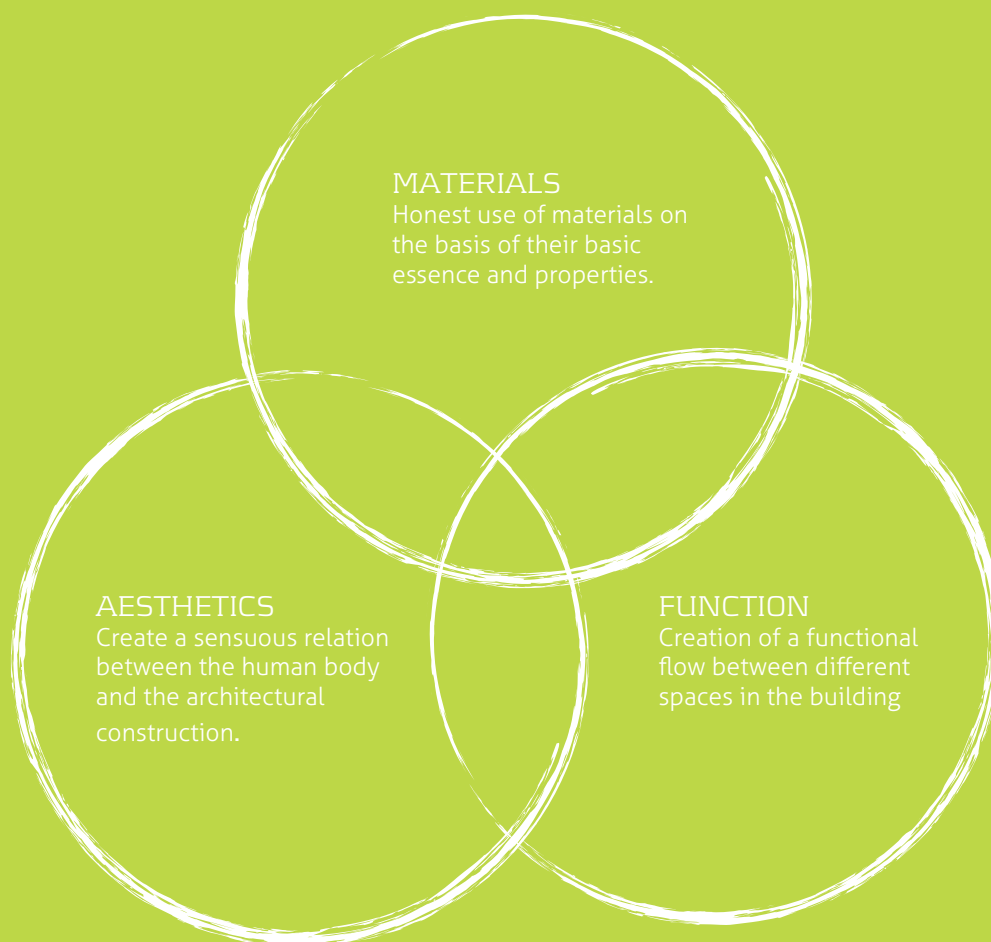 MATERIALS
Honest use of materials on
the basis of their basic
essence and properties.
AESTHETICS
Create a sensuous relation
between the human body
and the architectural
construction.
FUNCTION
Creation of a functional
flow between different
spaces in the building